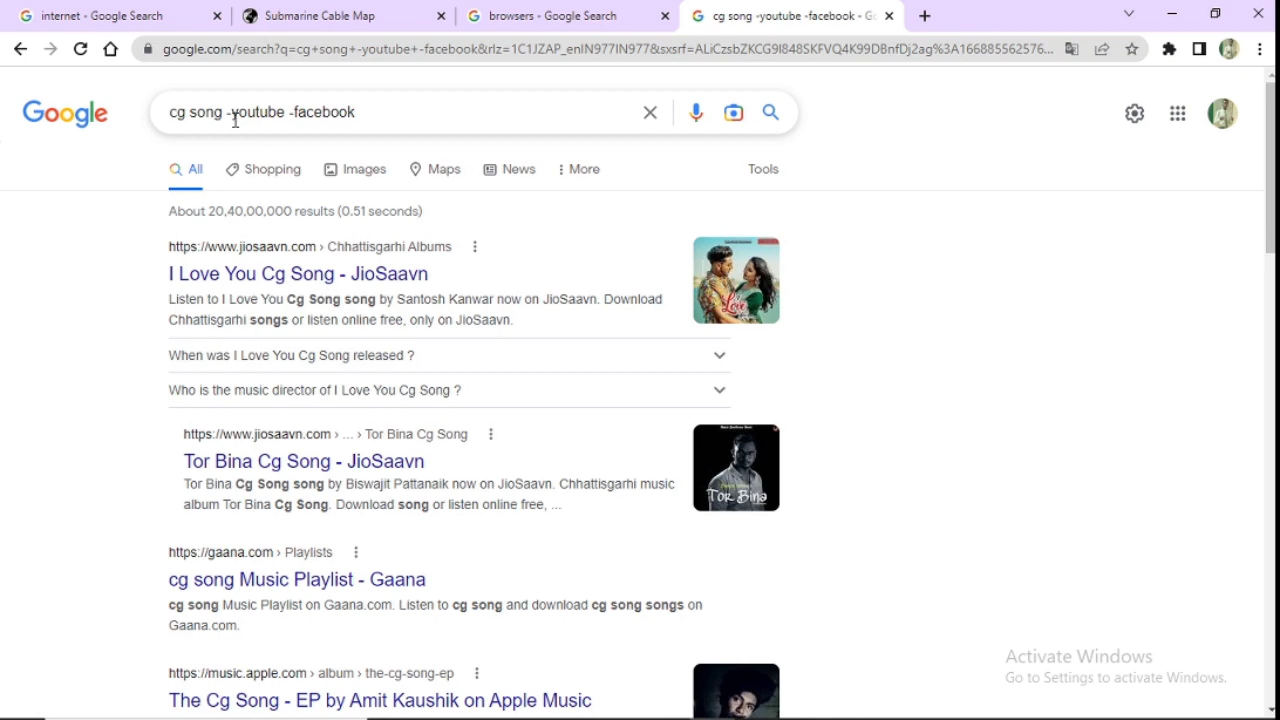 internet - Google Search
Submarine Cable Map
browsers - Google Search
cg song -youtube -facebook - Go
google.com/search?q=cg+song+-youtube+-facebook&rlz=1C1JZAP_enIN977IN977&sxsrf=ALiCzsbZKCG9I848SKFVQ4K99DBnfDj2ag%3A166885562576...
Google
cg song -youtube -facebook
All
Shopping
Images
Maps
News
More
Tools
About 20,40,00,000 results (0.51 seconds)
https://www.jiosaavn.com › Chhattisgarhi Albums
I Love You Cg Song - JioSaavn
Listen to I Love You Cg Song song by Santosh Kanwar now on JioSaavn. Download
Chhattisgarhi songs or listen online free, only on JioSaavn.
Love
When was I Love You Cg Song released ?
Who is the music director of I Love You Cg Song ?
https://www.jiosaavn.com › ... › Tor Bina Cg Song
Tor Bina Cg Song - JioSaavn
Tor Bina Cg Song song by Biswajit Pattanaik now on JioSaavn. Chhattisgarhi music
album Tor Bina Cg Song. Download song or listen online free, ...
Tor Bina
https://gaana.com › Playlists
cg song Music Playlist - Gaana
cg song Music Playlist on Gaana.com. Listen to cg song and download cg song songs on
Gaana.com.
https://music.apple.com › album › the-cg-song-ep
The Cg Song - EP by Amit Kaushik on Apple Music
Activate Windows
Go to Settings to activate Windows.